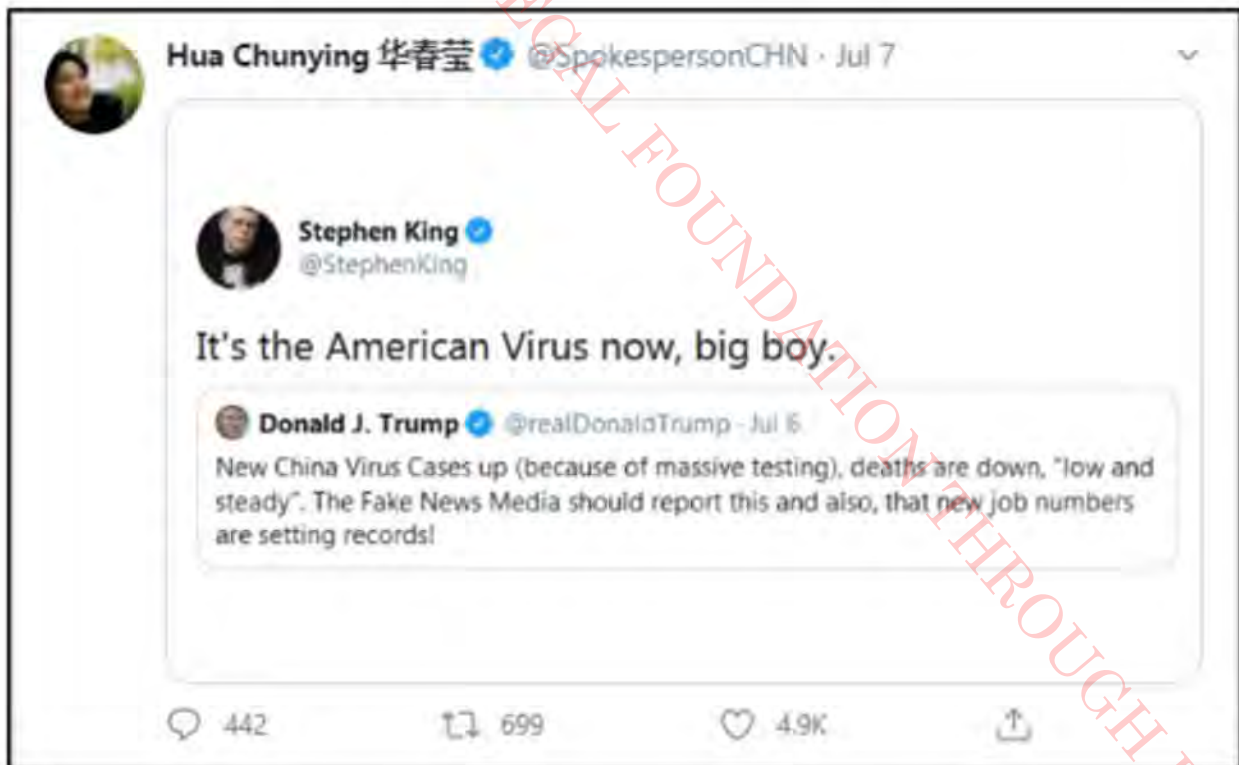 Hua Chunying 华春莹 @SpokespersonCHN · Jul 7
Stephen King
@StephenKing
It's the American Virus now, big boy.
Donald J. Trump @realDonaldTrump · Jul 6
New China Virus Cases up (because of massive testing), deaths are down, "low and
steady". The Fake News Media should report this and also, that new job numbers
are setting records!
442 699 4.9K
EGAL FOUNDATION THROUGH